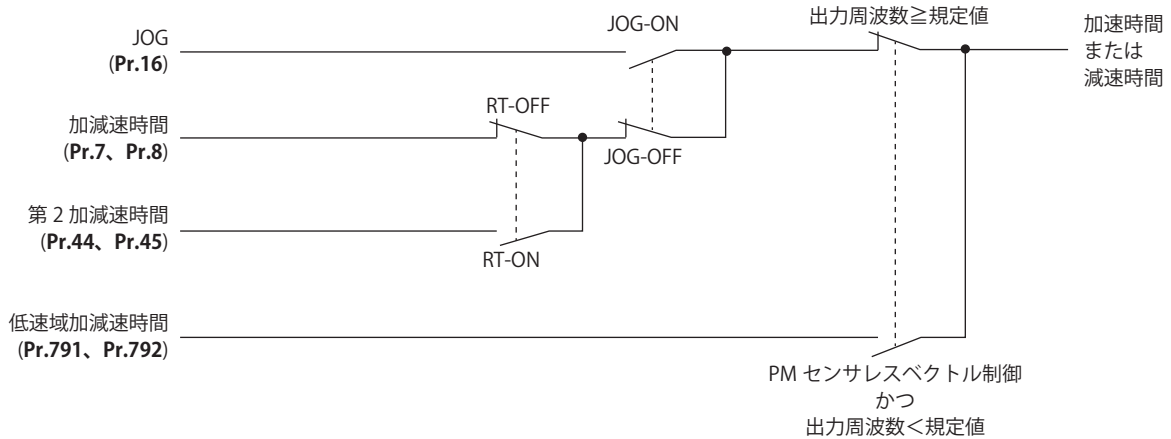 JOG
(Pr.16)
JOG-ON
出力周波数≧規定値
加速時間
または
減速時間
加減速時間
(Pr.7、Pr.8)
RT-OFF
JOG-OFF
第 2 加減速時間
(Pr.44、Pr.45)
RT-ON
低速域加減速時間
(Pr.791、Pr.792)
PM センサレスベクトル制御
かつ
出力周波数＜規定値